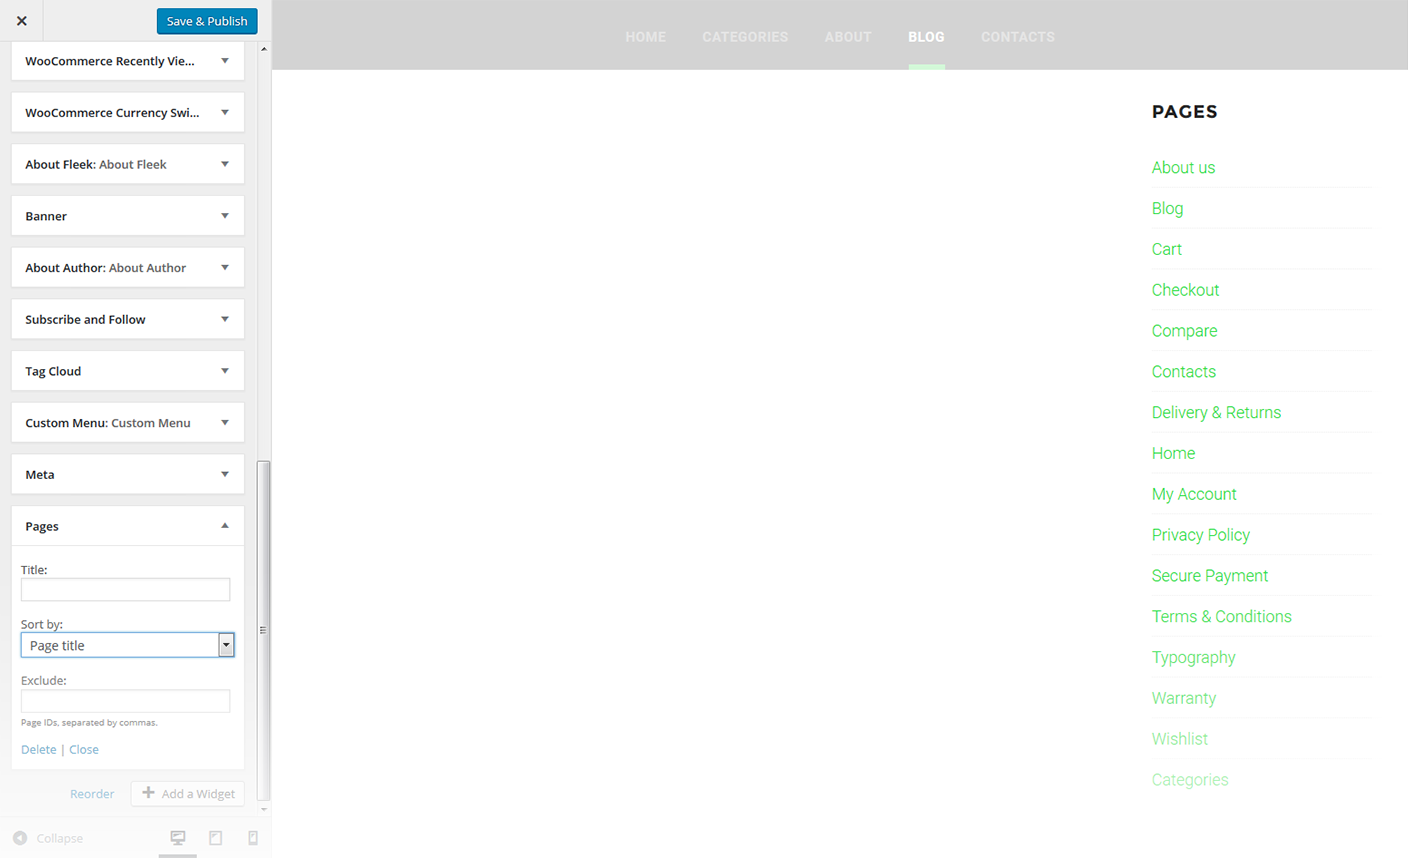 Save & Publish
WooCommerce Recently Vie...
WooCommerce Currency Swi...
About Fleek: About Fleek
Banner
About Author: About Author
Subscribe and Follow
Tag Cloud
Custom Menu: Custom Menu
Meta
Pages
Title:
Sort by:
Page title
Exclude:
Page IDs, separated by commas.
Delete | Close
Reorder
Add a Widget
Collapse
HOME CATEGORIES ABOUT BLOG CONTACTS
PAGES
About us
Blog
Cart
Checkout
Compare
Contacts
Delivery & Returns
Home
My Account
Privacy Policy
Secure Payment
Terms & Conditions
Typography
Warranty
Wishlist
Categories